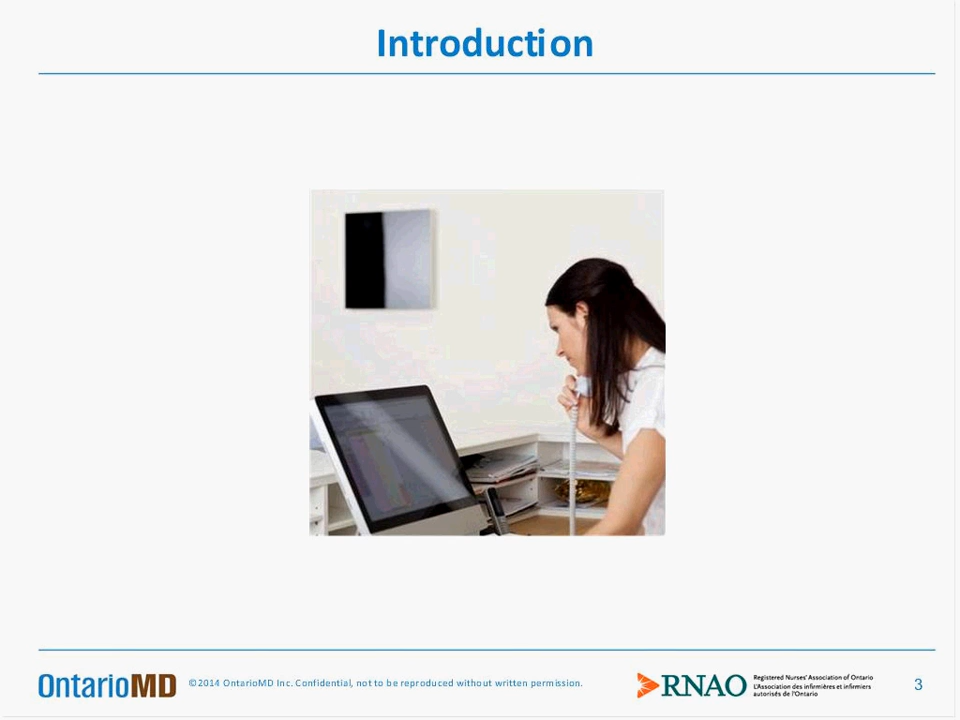 Introduction
OntarioMD
©2014 OntarioMD Inc. Confidential, not to be reproduced without written permission.
RNAO
Registered Nurses' Association of Ontario
L'Association des infirmières et infirmiers
autorisés de l'Ontario
3